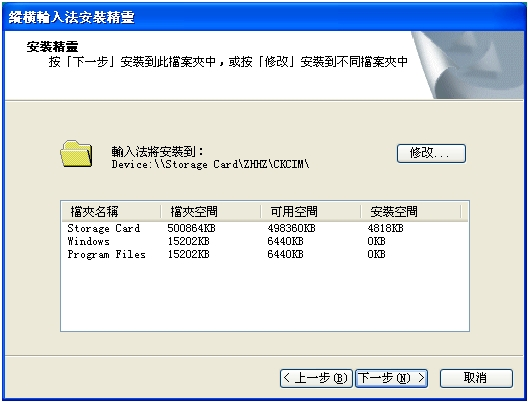 縱橫輸入法安裝精靈
安裝精靈
按「下一步」安裝到此檔案夾中，或按「修改」安裝到不同檔案夾中
輸入法將安裝到：
Device:\\Storage Card\ZHHZ\CKCIM\
修改...
檔夾名稱 檔夾空間 可用空間 安裝空間
Storage Card 500864KB 498360KB 4818KB
Windows 15202KB 6440KB 0KB
Program Files 15202KB 6440KB 0KB
< 上一步(B) 下一步(N) > 取消